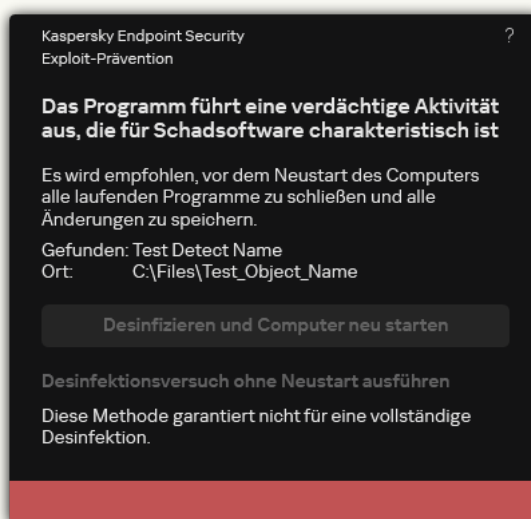 Kaspersky Endpoint Security
?
Exploit-Prävention
Das Programm führt eine verdächtige Aktivität
aus, die für Schadsoftware charakteristisch ist
Es wird empfohlen, vor dem Neustart des Computers
alle laufenden Programme zu schließen und alle
Änderungen zu speichern.
Gefunden: Test Detect Name
Ort: C:\Files\Test_Object_Name
Desinfizieren und Computer neu starten
Desinfektionsversuch ohne Neustart ausführen
Diese Methode garantiert nicht für eine vollständige
Desinfektion.